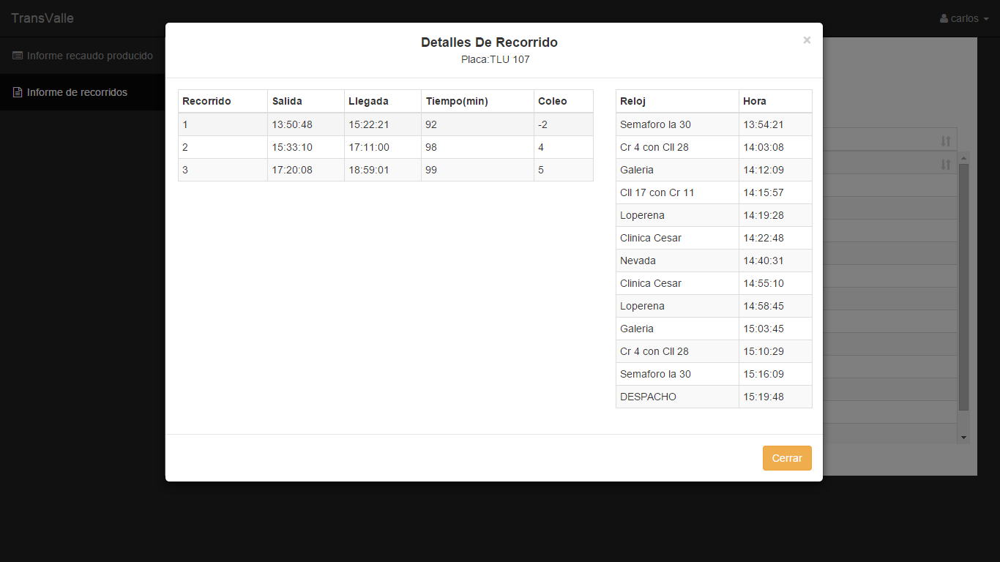 TransValle
carlos
Informe recaudo producido
Informe de recorridos
Detalles De Recorrido
×
Placa:TLU 107
Recorrido Salida Llegada Tiempo(min) Coleo
1 13:50:48 15:22:21 92 -2
2 15:33:10 17:11:00 98 4
3 17:20:08 18:59:01 99 5
Reloj Hora
Semaforo la 30 13:54:21
Cr 4 con Cll 28 14:03:08
Galeria 14:12:09
Cll 17 con Cr 11 14:15:57
Loperena 14:19:28
Clinica Cesar 14:22:48
Nevada 14:40:31
Clinica Cesar 14:55:10
Loperena 14:58:45
Galeria 15:03:45
Cr 4 con Cll 28 15:10:29
Semaforo la 30 15:16:09
DESPACHO 15:19:48
Cerrar